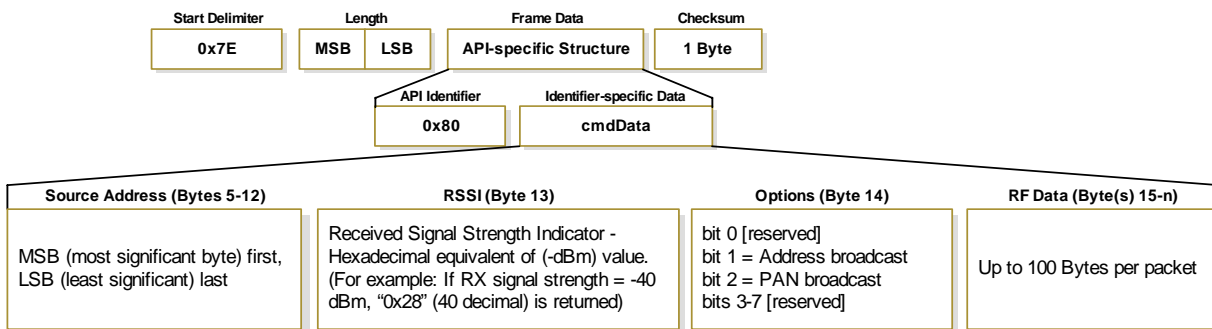 Start Delimiter
Length
Frame Data
Checksum
0x7E
MSB
LSB
API-specific Structure
1 Byte
API Identifier
Identifier-specific Data
0x80
cmdData
Source Address (Bytes 5-12)
MSB (most significant byte) first,
LSB (least significant) last
RSSI (Byte 13)
Received Signal Strength Indicator -
Hexadecimal equivalent of (-dBm) value.
(For example: If RX signal strength = -40
dBm, “0x28” (40 decimal) is returned)
Options (Byte 14)
bit 0 [reserved]
bit 1 = Address broadcast
bit 2 = PAN broadcast
bits 3-7 [reserved]
RF Data (Byte(s) 15-n)
Up to 100 Bytes per packet